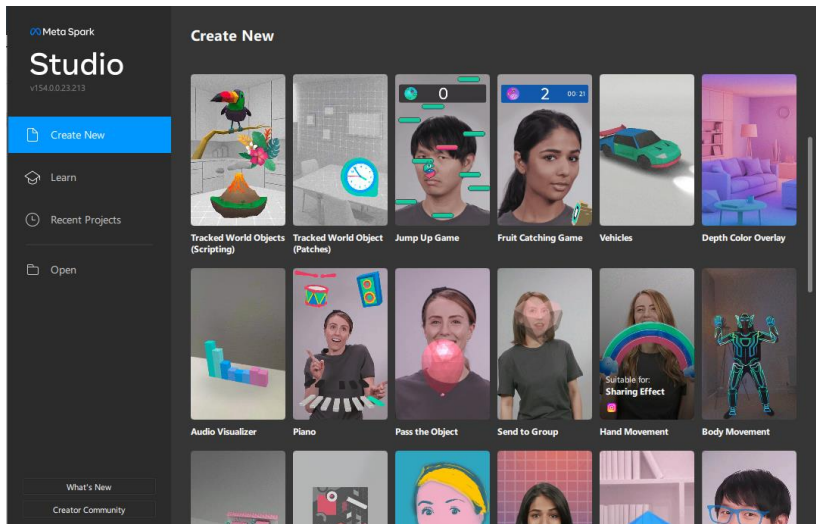 Meta Spark
Studio
v154.0.0.23.213
Create New
Learn
Recent Projects
Open
What's New
Creator Community
Create New
0
2 00: 21
Tracked World Objects
(Scripting)
Tracked World Object
(Patches)
Jump Up Game
Fruit Catching Game
Vehicles
Depth Color Overlay
Suitable for:
Sharing Effect
Audio Visualizer
Piano
Pass the Object
Send to Group
Hand Movement
Body Movement